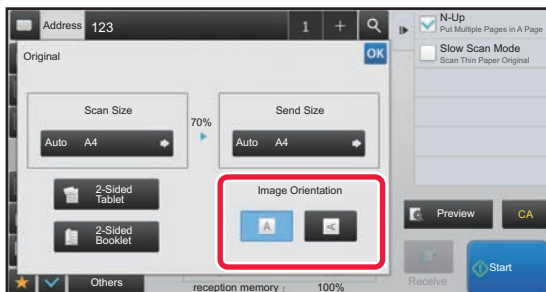 Address 123 1 +
N-Up
Put Multiple Pages in A Page
Slow Scan Mode
Scan Thin Paper Original
Original OK
Scan Size
Auto A4
70%
Send Size
Auto A4
2-Sided
Tablet
2-Sided
Booklet
Image Orientation
A A
Preview CA
Receive Start
Others
reception memory : 100%